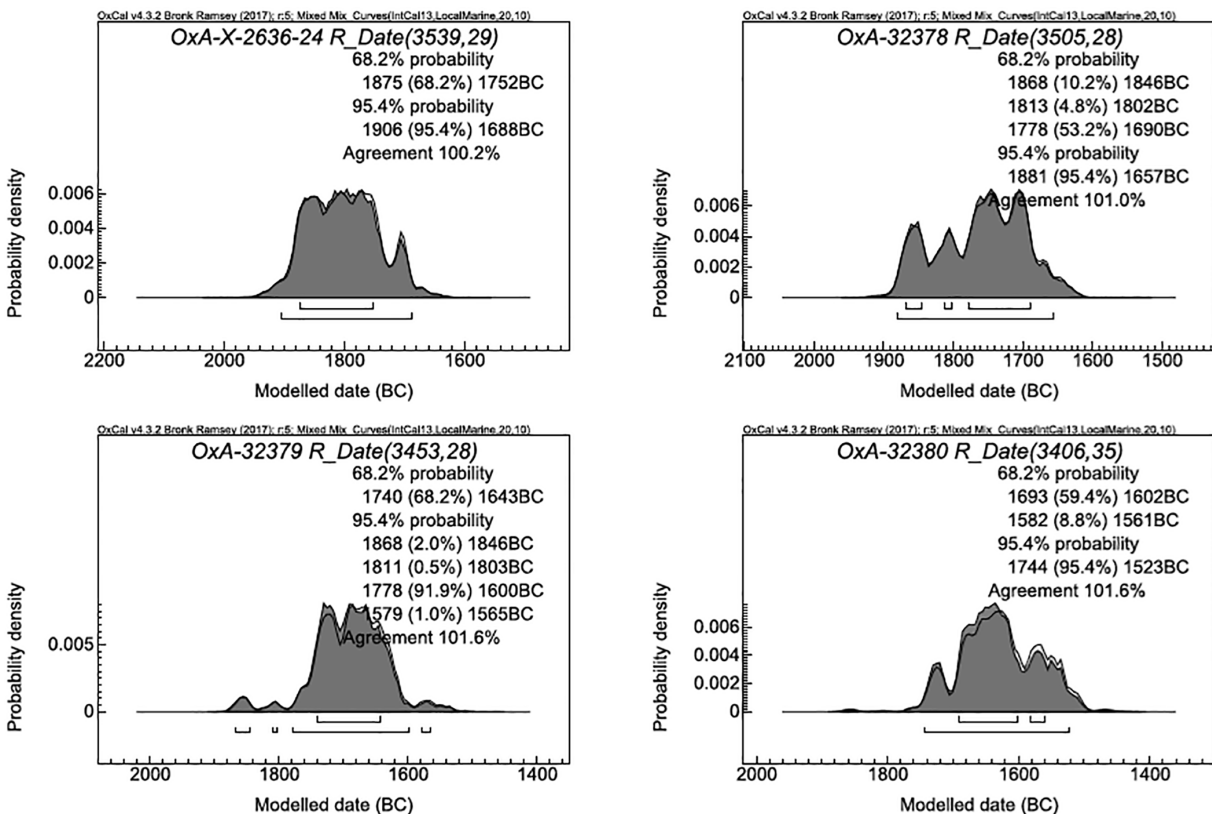 OxCal v4.3.2 Bronk Ramsey (2017); r:5; Mixed Mix_Curves(IntCal13,LocalMarine,20,10)
OxA-X-2636-24 R_Date(3539,29)
68.2% probability
1875 (68.2%) 1752BC
95.4% probability
1906 (95.4%) 1688BC
Agreement 100.2%
Probability density
0.006
0.004
0.002
0
2200 2000 1800 1600
Modelled date (BC)
OxCal v4.3.2 Bronk Ramsey (2017); r:5; Mixed Mix_Curves(IntCal13,LocalMarine,20,10)
OxA-32378 R_Date(3505,28)
68.2% probability
1868 (10.2%) 1846BC
1813 (4.8%) 1802BC
1778 (53.2%) 1690BC
95.4% probability
1881 (95.4%) 1657BC
Agreement 101.0%
Probability density
0.006
0.004
0.002
0
2100 2000 1900 1800 1700 1600 1500
Modelled date (BC)
OxCal v4.3.2 Bronk Ramsey (2017); r:5; Mixed Mix_Curves(IntCal13,LocalMarine,20,10)
OxA-32379 R_Date(3453,28)
68.2% probability
1740 (68.2%) 1643BC
95.4% probability
1868 (2.0%) 1846BC
1811 (0.5%) 1803BC
1778 (91.9%) 1600BC
1579 (1.0%) 1565BC
Agreement 101.6%
Probability density
0.005
0
2000 1800 1600 1400
Modelled date (BC)
OxCal v4.3.2 Bronk Ramsey (2017); r:5; Mixed Mix_Curves(IntCal13,LocalMarine,20,10)
OxA-32380 R_Date(3406,35)
68.2% probability
1693 (59.4%) 1602BC
1582 (8.8%) 1561BC
95.4% probability
1744 (95.4%) 1523BC
Agreement 101.6%
Probability density
0.006
0.004
0.002
0
2000 1800 1600 1400
Modelled date (BC)